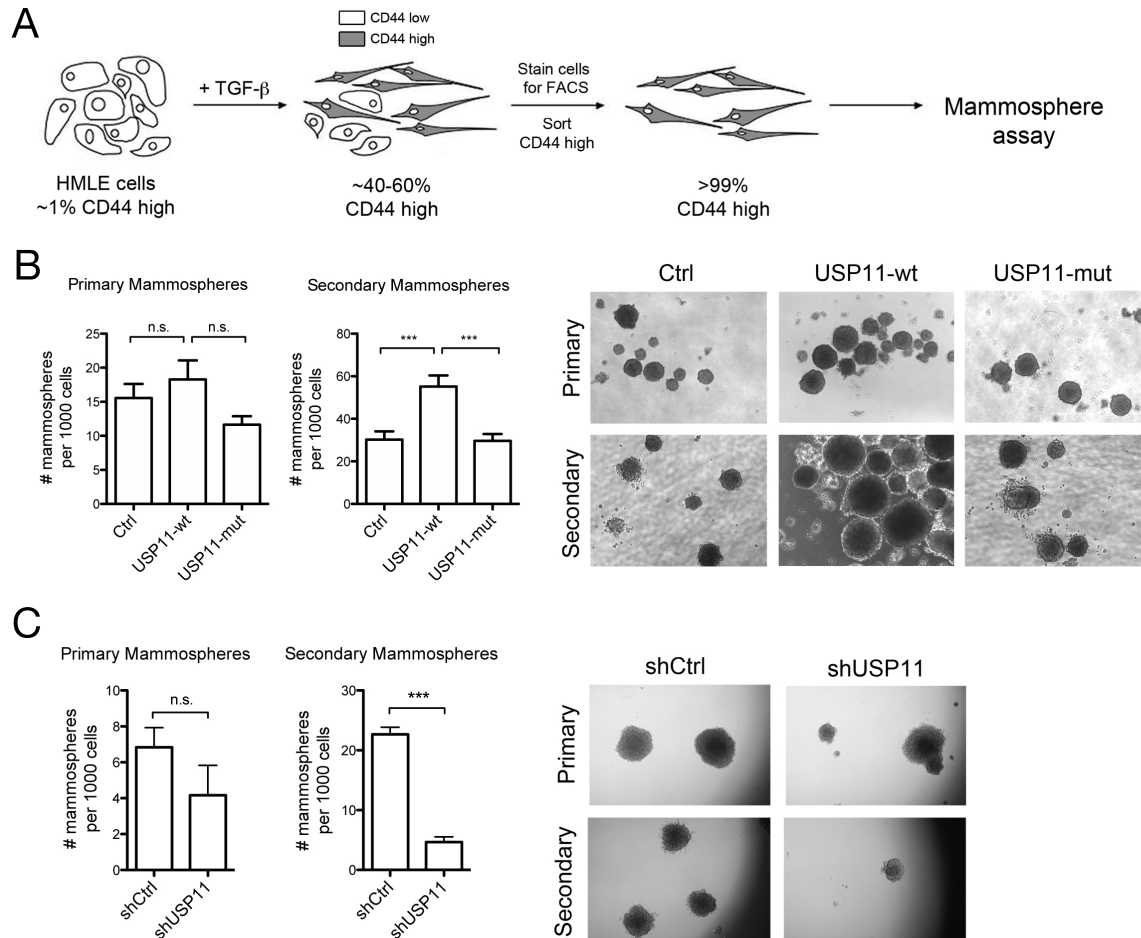 A
CD44 low
CD44 high
+ TGF-β
Stain cells
for FACS
Sort
CD44 high
Mammosphere
assay
HMLE cells
~1% CD44 high
~40-60%
CD44 high
>99%
CD44 high
B
Primary Mammospheres
# mammospheres
per 1000 cells
25
20
15
10
5
0
n.s.
n.s.
Ctrl
USP11-wt
USP11-mut
Secondary Mammospheres
# mammospheres
per 1000 cells
80
60
40
20
0
***
***
Ctrl
USP11-wt
USP11-mut
Ctrl
USP11-wt
USP11-mut
Primary
Secondary
C
Primary Mammospheres
# mammospheres
per 1000 cells
10
8
6
4
2
0
n.s.
shCtrl
shUSP11
Secondary Mammospheres
# mammospheres
per 1000 cells
30
20
10
0
***
shCtrl
shUSP11
shCtrl
shUSP11
Primary
Secondary